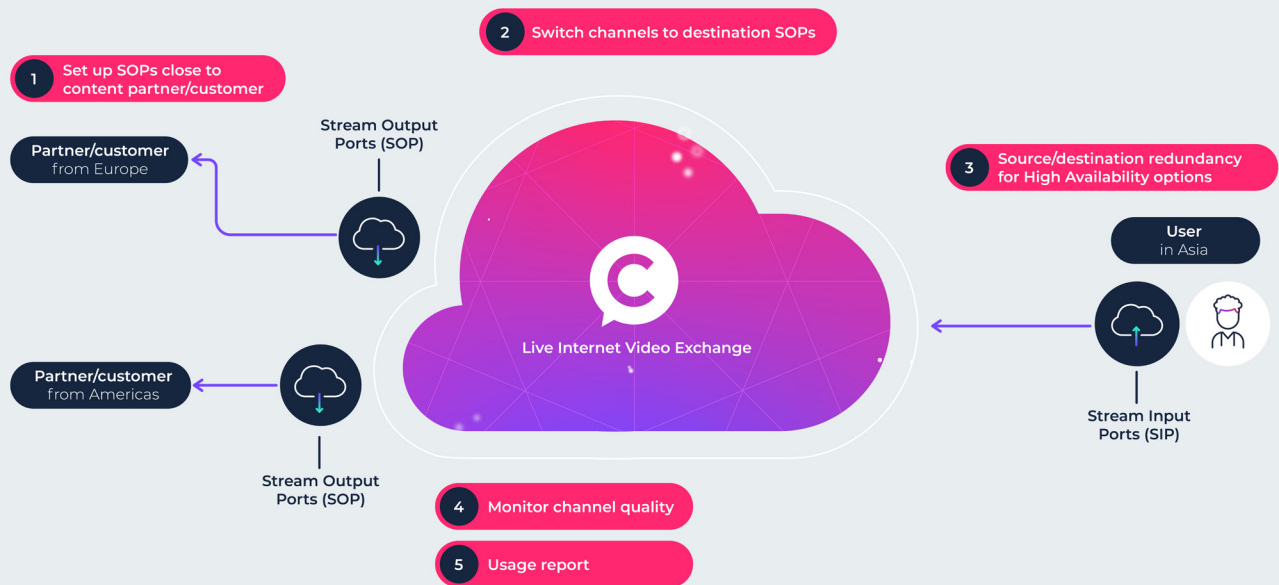 2 Switch channels to destination SOPs
1 Set up SOPs close to
content partner/customer
Stream Output
Ports (SOP)
Partner/customer
from Europe
3 Source/destination redundancy
for High Availability options
User
in Asia
C
Live Internet Video Exchange
Partner/customer
from Americas
Stream Input
Ports (SIP)
Stream Output
Ports (SOP)
4 Monitor channel quality
5 Usage report